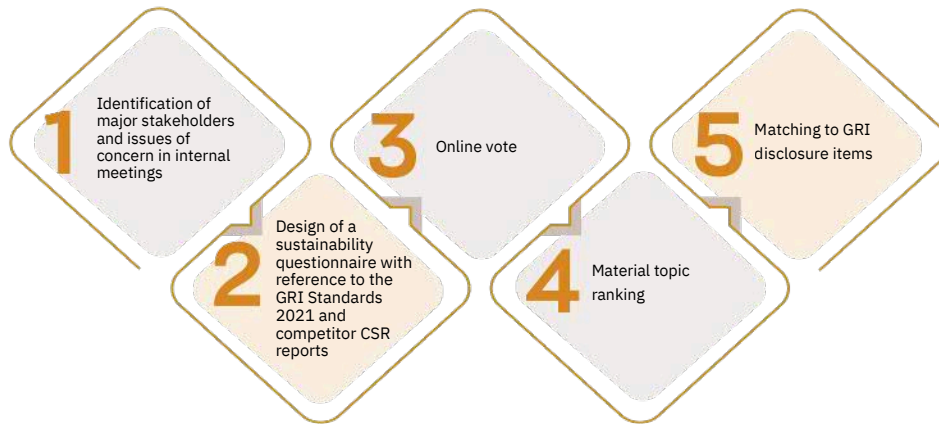 1
Identification of
major stakeholders
and issues of
concern in internal
meetings
2
Design of a
sustainability
questionnaire with
reference to the
GRI Standards
2021 and
competitor CSR
reports
3
Online vote
4
Material topic
ranking
5
Matching to GRI
disclosure items